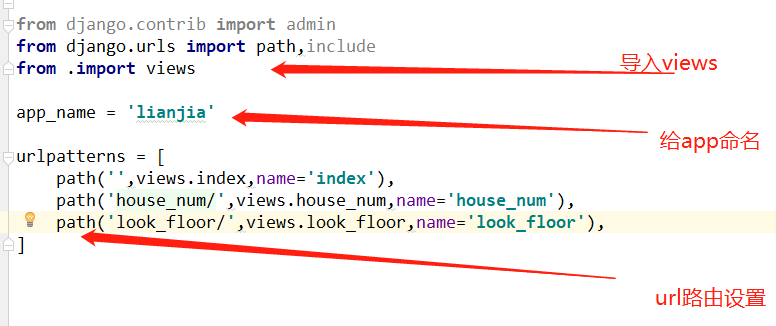 from django.contrib import admin
from django.urls import path,include
from .import views
导入views
app_name = 'lianjia'
给app命名
urlpatterns = [
    path('',views.index,name='index'),
    path('house_num/',views.house_num,name='house_num'),
    path('look_floor/',views.look_floor,name='look_floor'),
]
url路由设置